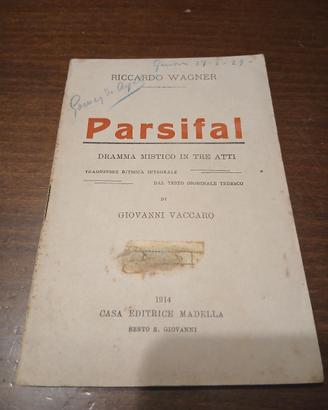 RICCARDO WAGNER
Parsifal
DRAMMA MISTICO IN TRE ATTI
TRADUZIONE RITMICA INTEGRALE
DAL TESTO ORIGINALE TEDESCO
DI
GIOVANNI VACCARO
1914
CASA EDITRICE MADELLA
SESTO S. GIOVANNI